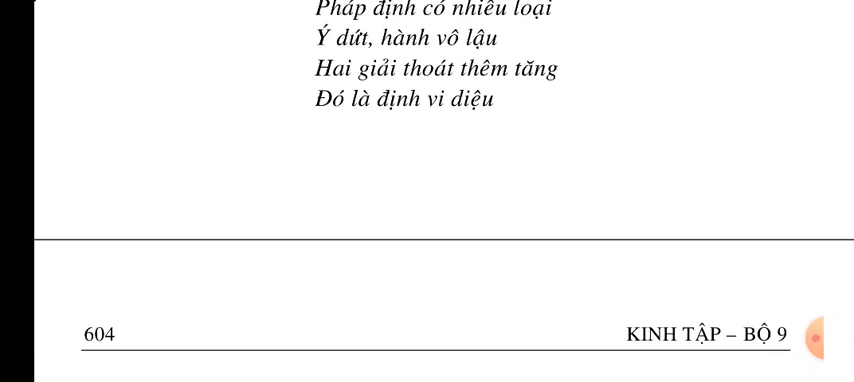 Pháp định có nhiều loại
Ý dứt, hành vô lậu
Hai giải thoát thêm tăng
Đó là định vi diệu
604
KINH TẬP – BỘ 9